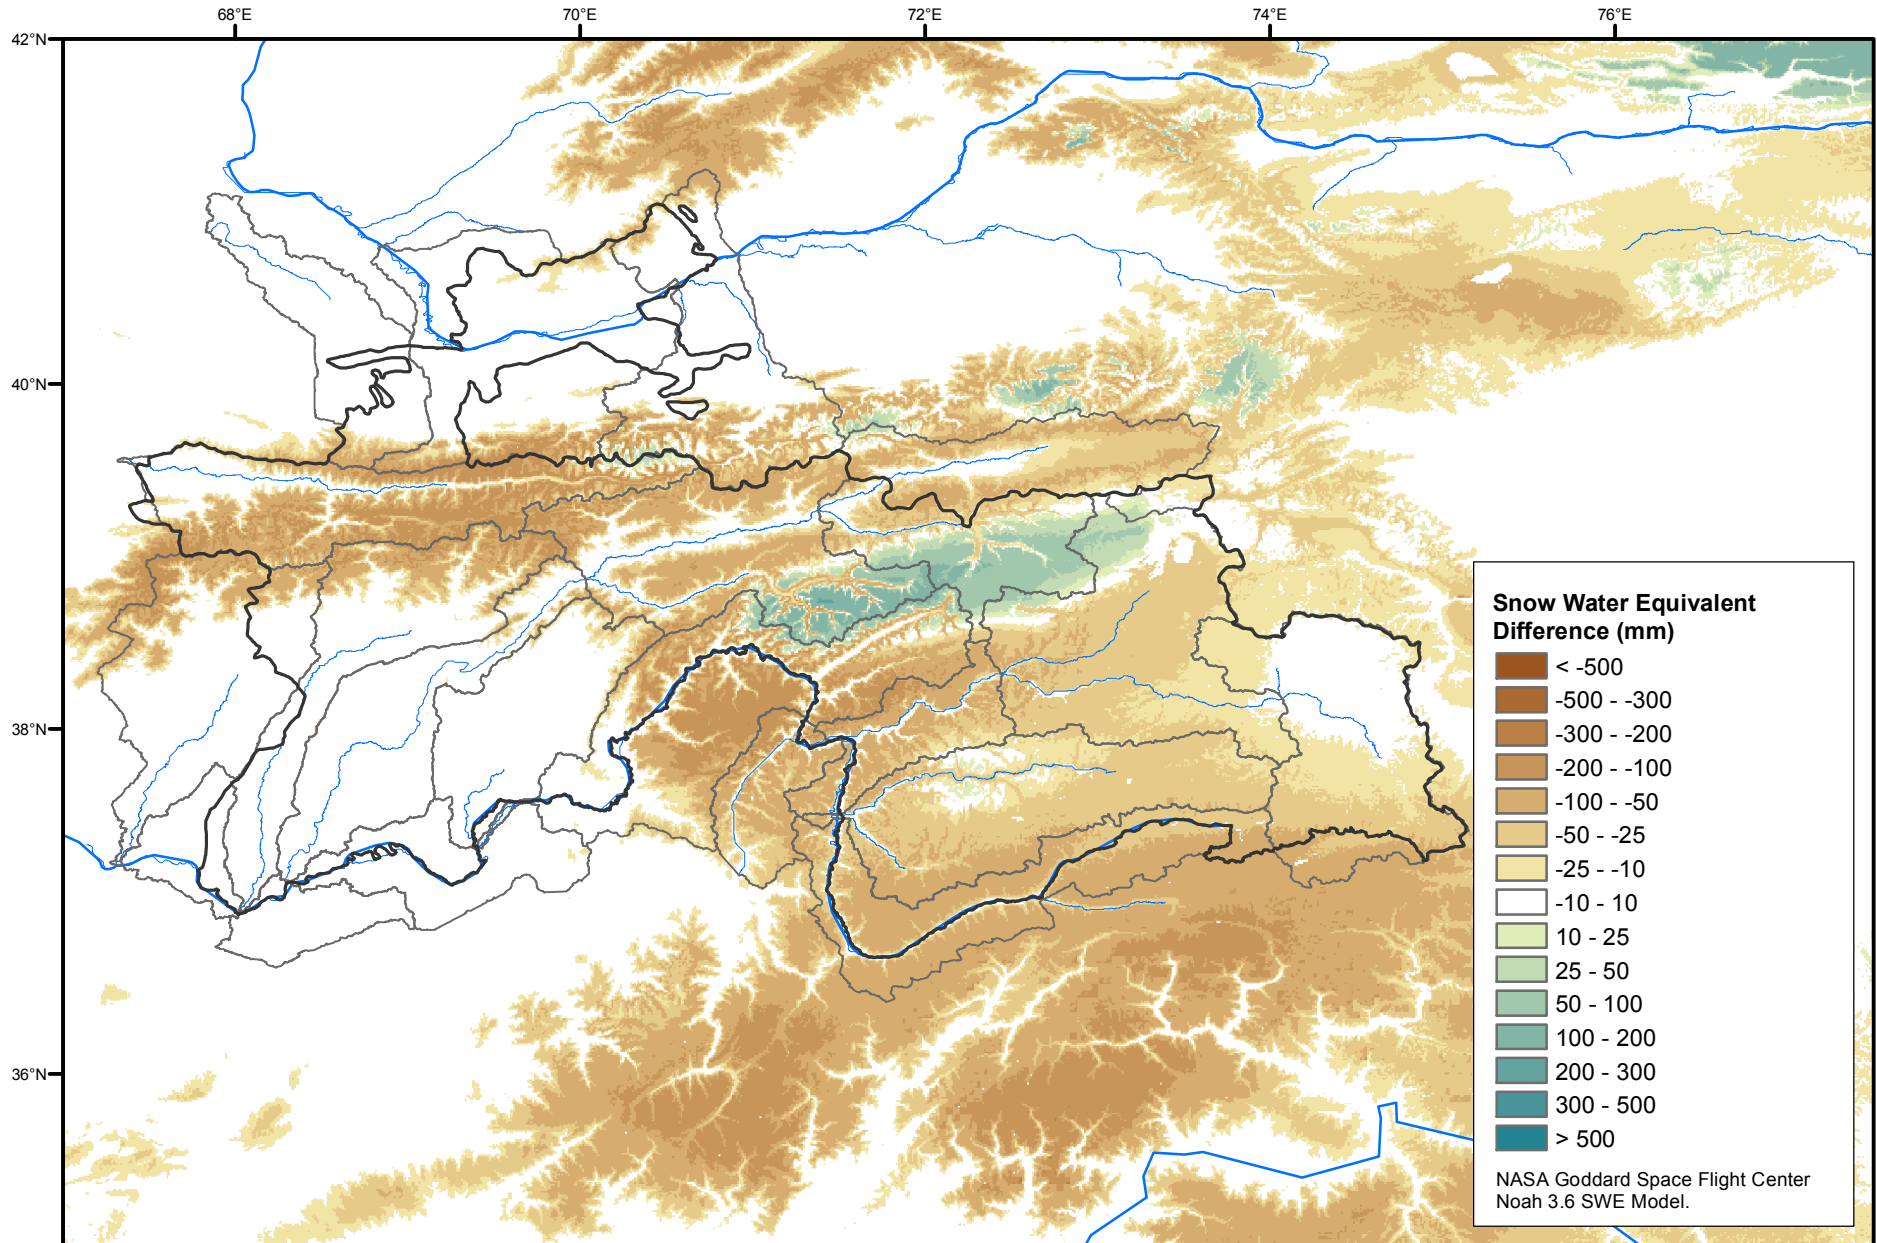 68°E
70°E
72°E
74°E
76°E
42°N
40°N
38°N
36°N
Snow Water Equivalent
Difference (mm)
< -500
-500 - -300
-300 - -200
-200 - -100
-100 - -50
-50 - -25
-25 - -10
-10 - 10
10 - 25
25 - 50
50 - 100
100 - 200
200 - 300
300 - 500
> 500
NASA Goddard Space Flight Center
Noah 3.6 SWE Model.